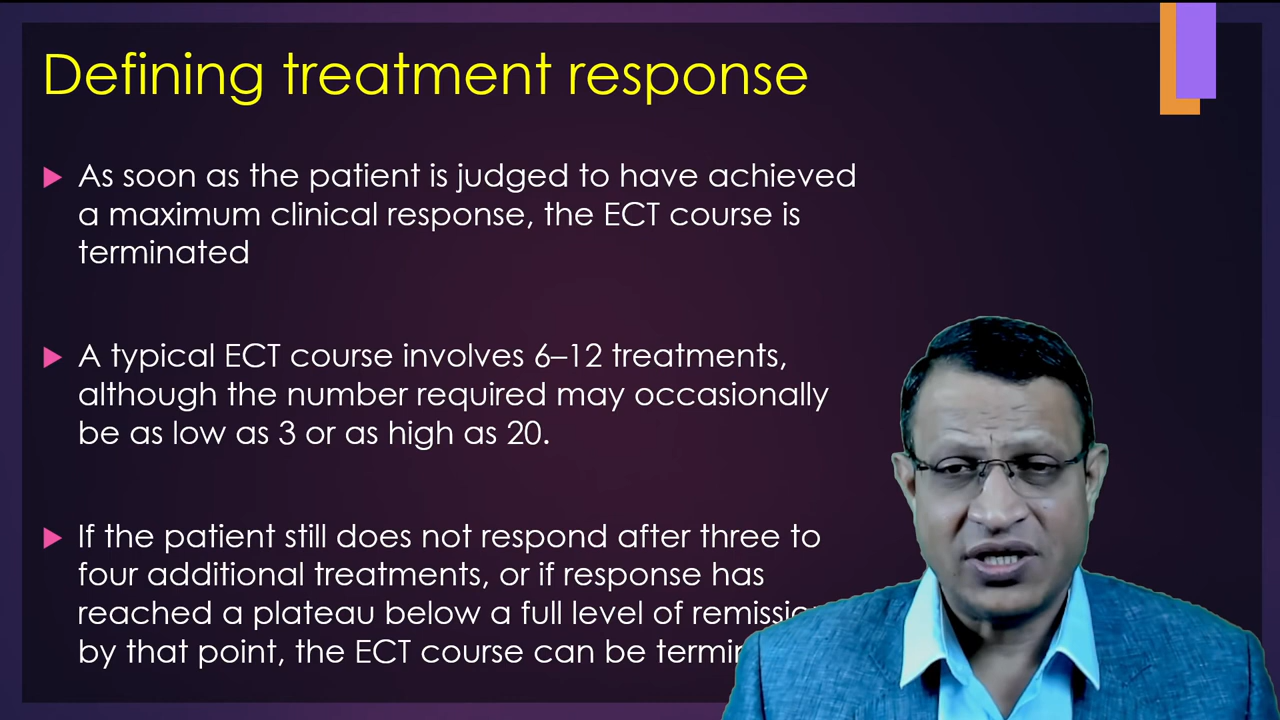 Defining treatment response
As soon as the patient is judged to have achieved
a maximum clinical response, the ECT course is
terminated
A typical ECT course involves 6–12 treatments,
although the number required may occasionally
be as low as 3 or as high as 20.
If the patient still does not respond after three to
four additional treatments, or if response has
reached a plateau below a full level of
by that point, the ECT course can be